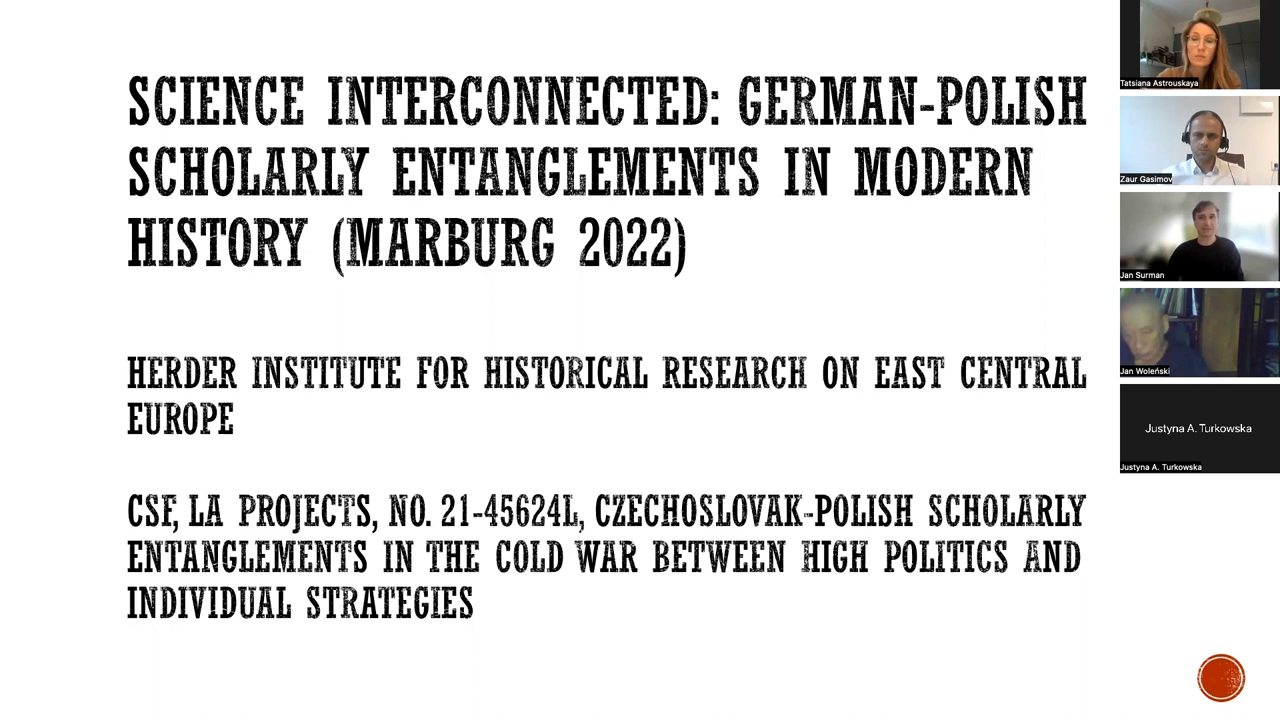 SCIENCE INTERCONNECTED: GERMAN-POLISH
SCHOLARLY ENTANGLEMENTS IN MODERN
HISTORY (MARBURG 2022)
HERDER INSTITUTE FOR HISTORICAL RESEARCH ON EAST CENTRAL
EUROPE
CSF, LA PROJECTS, NO. 21-45624L, CZECHOSLOVAK-POLISH SCHOLARLY
ENTANGLEMENTS IN THE COLD WAR BETWEEN HIGH POLITICS AND
INDIVIDUAL STRATEGIES
Tatsiana Astrouskaya
Zaur Gasimov
Jan Surman
Jan Woleński
Justyna A. Turkowska
Justyna A. Turkowska